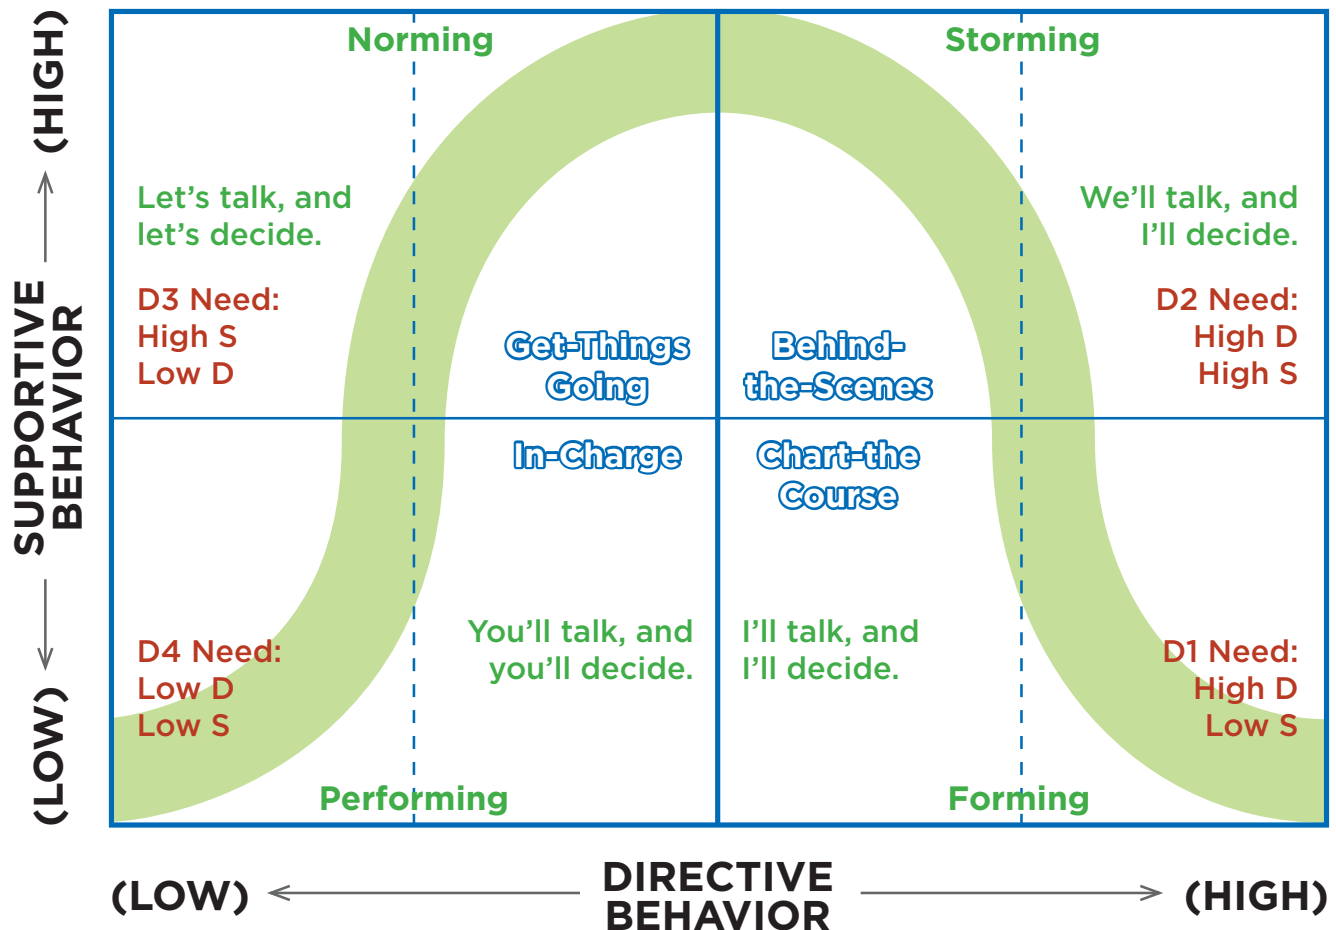 SUPPORTIVE
BEHAVIOR
(HIGH)
(LOW)
Norming
Storming
Let’s talk, and
let’s decide.
D3 Need:
High S
Low D
We’ll talk, and
I’ll decide.
D2 Need:
High D
High S
Get-Things
Going
Behind-
the-Scenes
In-Charge
Chart-the
Course
You’ll talk, and
you’ll decide.
I’ll talk, and
I’ll decide.
D4 Need:
Low D
Low S
D1 Need:
High D
Low S
Performing
Forming
(LOW)
DIRECTIVE
BEHAVIOR
(HIGH)